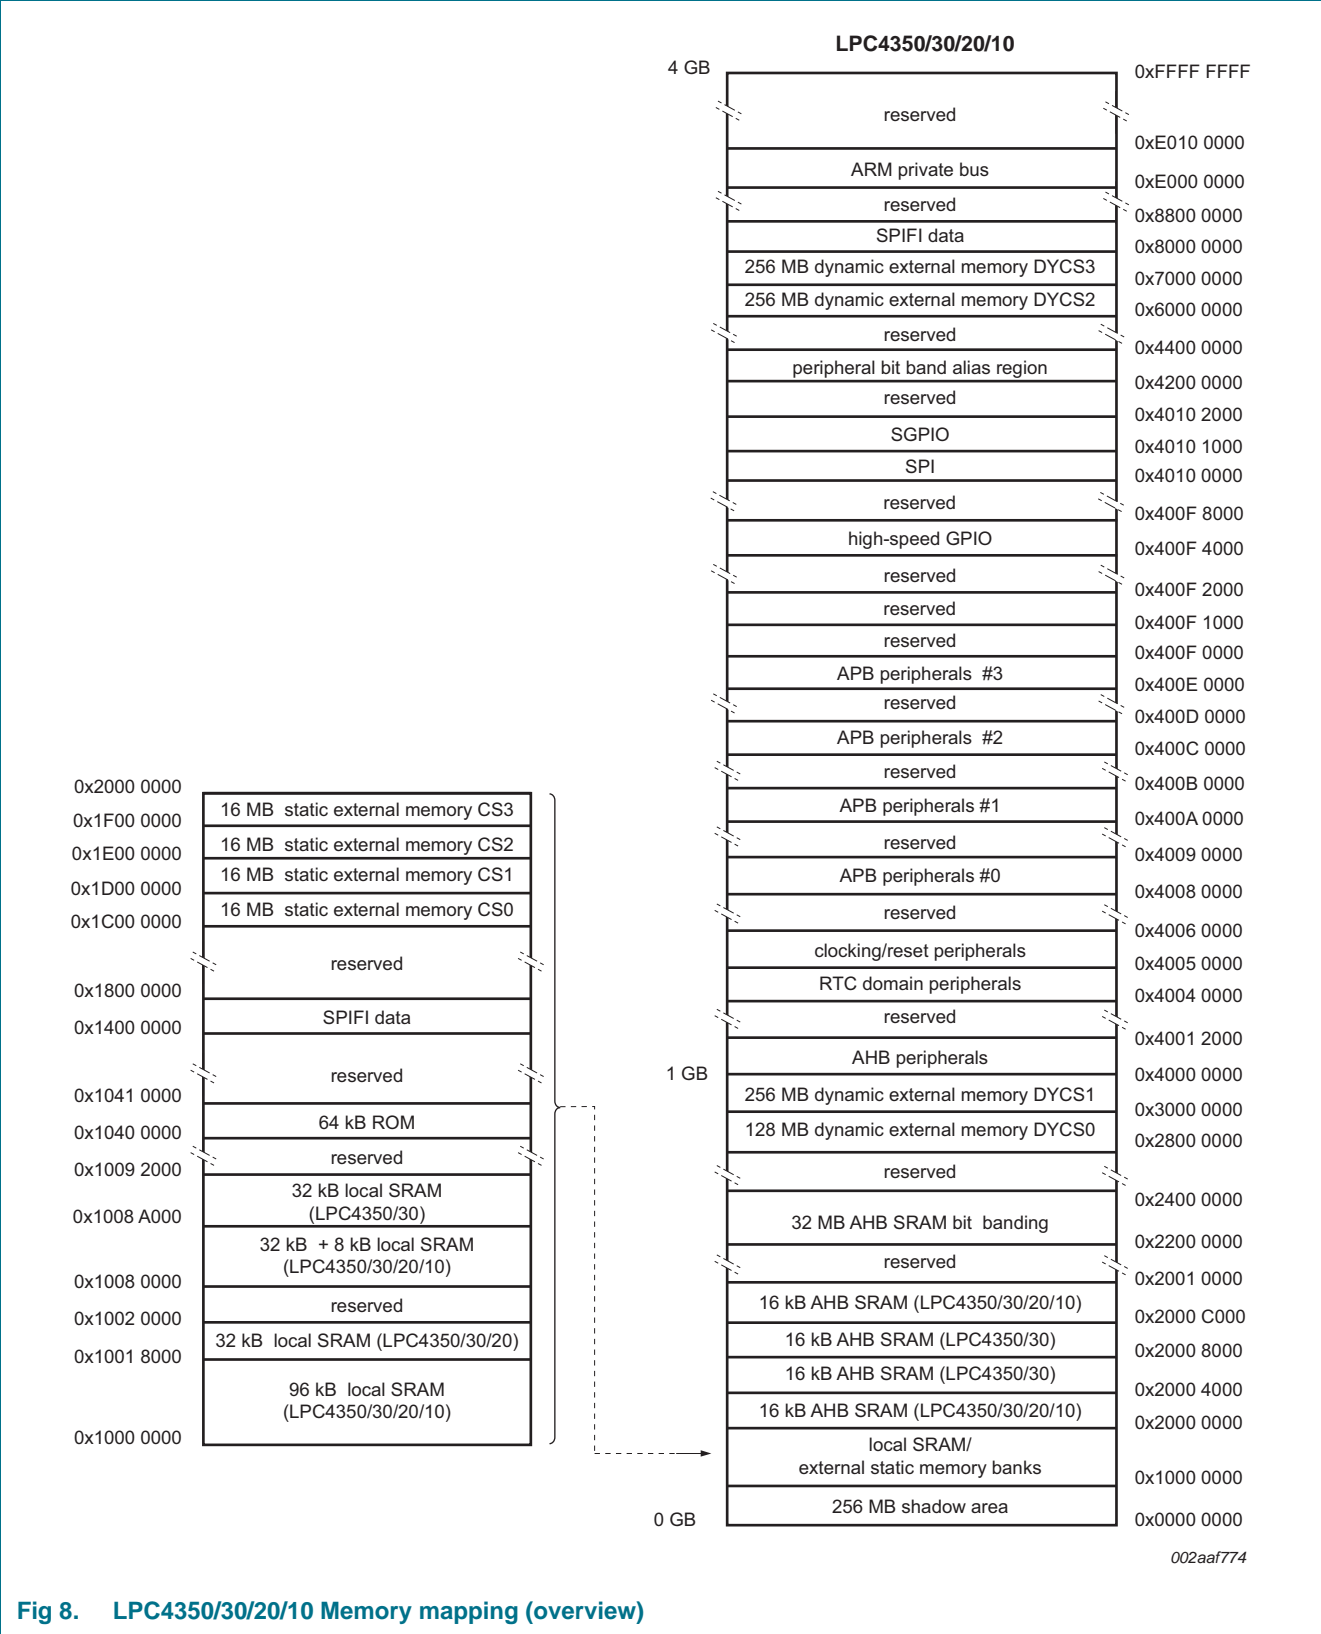 LPC4350/30/20/10
4 GB
0xFFFF FFFF
reserved
0xE010 0000
ARM private bus
0xE000 0000
reserved
0x8800 0000
SPIFI data
0x8000 0000
256 MB dynamic external memory DYCS3
0x7000 0000
256 MB dynamic external memory DYCS2
0x6000 0000
reserved
0x4400 0000
peripheral bit band alias region
0x4200 0000
reserved
0x4010 2000
SGPIO
0x4010 1000
SPI
0x4010 0000
reserved
0x400F 8000
high-speed GPIO
0x400F 4000
reserved
0x400F 2000
reserved
0x400F 1000
reserved
0x400F 0000
APB peripherals #3
0x400E 0000
reserved
0x400D 0000
APB peripherals #2
0x400C 0000
reserved
0x400B 0000
APB peripherals #1
0x400A 0000
reserved
0x4009 0000
APB peripherals #0
0x4008 0000
reserved
0x4006 0000
clocking/reset peripherals
0x4005 0000
RTC domain peripherals
0x4004 0000
reserved
0x4001 2000
AHB peripherals
1 GB
0x4000 0000
256 MB dynamic external memory DYCS1
0x3000 0000
128 MB dynamic external memory DYCS0
0x2800 0000
reserved
0x2400 0000
32 MB AHB SRAM bit banding
0x2200 0000
reserved
0x2001 0000
16 kB AHB SRAM (LPC4350/30/20/10)
0x2000 C000
16 kB AHB SRAM (LPC4350/30)
0x2000 8000
16 kB AHB SRAM (LPC4350/30)
0x2000 4000
16 kB AHB SRAM (LPC4350/30/20/10)
0x2000 0000
local SRAM/
external static memory banks
0x1000 0000
256 MB shadow area
0 GB
0x0000 0000
0x2000 0000
16 MB static external memory CS3
0x1F00 0000
16 MB static external memory CS2
0x1E00 0000
16 MB static external memory CS1
0x1D00 0000
16 MB static external memory CS0
0x1C00 0000
reserved
0x1800 0000
SPIFI data
0x1400 0000
reserved
0x1041 0000
64 kB ROM
0x1040 0000
reserved
0x1009 2000
32 kB local SRAM
(LPC4350/30)
0x1008 A000
32 kB + 8 kB local SRAM
(LPC4350/30/20/10)
0x1008 0000
reserved
0x1002 0000
32 kB local SRAM (LPC4350/30/20)
0x1001 8000
96 kB local SRAM
(LPC4350/30/20/10)
0x1000 0000
002aaf774
Fig 8. LPC4350/30/20/10 Memory mapping (overview)